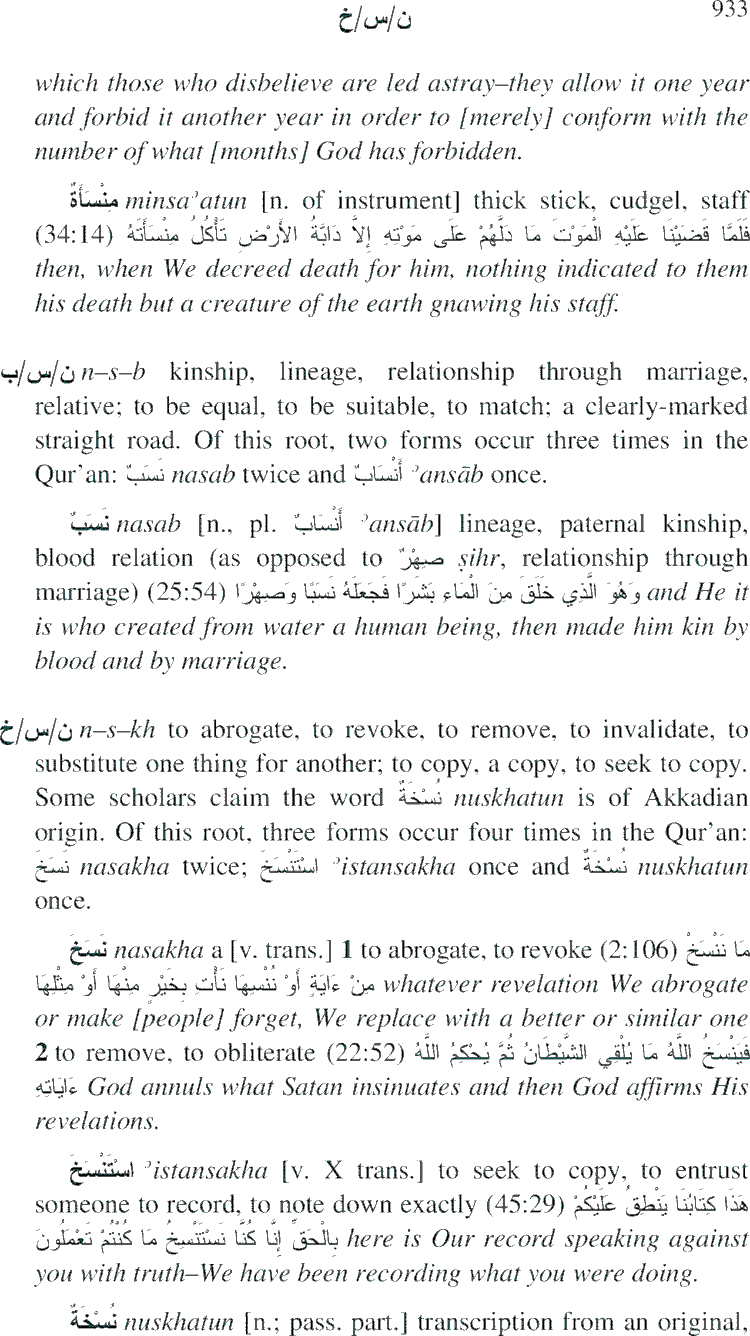 ن/س/خ 933
which those who disbelieve are led astray–they allow it one year
and forbid it another year in order to [merely] conform with the
number of what [months] God has forbidden.
مِنْسَأَةٌ minsaʾatun [n. of instrument] thick stick, cudgel, staff
(34:14) فَلَمَّا قَضَيْنَا عَلَيْهِ الْمَوْتَ مَا دَلَّهُمْ عَلَى مَوْتِهِ إِلاَّ دَابَّةُ الأَرْضِ تَأْكُلُ مِنْسَأَتَهُ
then, when We decreed death for him, nothing indicated to them
his death but a creature of the earth gnawing his staff.
ن/س/ب n–s–b kinship, lineage, relationship through marriage,
relative; to be equal, to be suitable, to match; a clearly-marked
straight road. Of this root, two forms occur three times in the
Qur’an: نَسَبٌ nasab twice and أَنْسَابٌ ʾansāb once.
نَسَبٌ nasab [n., pl. أَنْسَابٌ ʾansāb] lineage, paternal kinship,
blood relation (as opposed to صِهْرٌ ṣihr, relationship through
marriage) (25:54) وَهُوَ الَّذِي خَلَقَ مِنَ الْمَاءِ بَشَرًا فَجَعَلَهُ نَسَبًا وَصِهْرًا and He it
is who created from water a human being, then made him kin by
blood and by marriage.
ن/س/خ n–s–kh to abrogate, to revoke, to remove, to invalidate, to
substitute one thing for another; to copy, a copy, to seek to copy.
Some scholars claim the word نُسْخَةٌ nuskhatun is of Akkadian
origin. Of this root, three forms occur four times in the Qur’an:
نَسَخَ nasakha twice; اسْتَنْسَخَ ʾistansakha once and نُسْخَةٌ nuskhatun
once.
نَسَخَ nasakha a [v. trans.] 1 to abrogate, to revoke (2:106) مَا نَنْسَخْ
مِنْ ءَايَةٍ أَوْ نُنْسِهَا نَأْتِ بِخَيْرٍ مِنْهَا أَوْ مِثْلِهَا whatever revelation We abrogate
or make [people] forget, We replace with a better or similar one
2 to remove, to obliterate (22:52) فَيَنْسَخُ اللَّهُ مَا يُلْقِي الشَّيْطَانُ ثُمَّ يُحْكِمُ اللَّهُ
ءَايَاتِهِ God annuls what Satan insinuates and then God affirms His
revelations.
اسْتَنْسَخَ ʾistansakha [v. X trans.] to seek to copy, to entrust
someone to record, to note down exactly (45:29) هَذَا كِتَابُنَا يَنْطِقُ عَلَيْكُمْ
بِالْحَقِّ إِنَّا كُنَّا نَسْتَنْسِخُ مَا كُنْتُمْ تَعْمَلُونَ here is Our record speaking against
you with truth–We have been recording what you were doing.
نُسْخَةٌ nuskhatun [n.; pass. part.] transcription from an original,